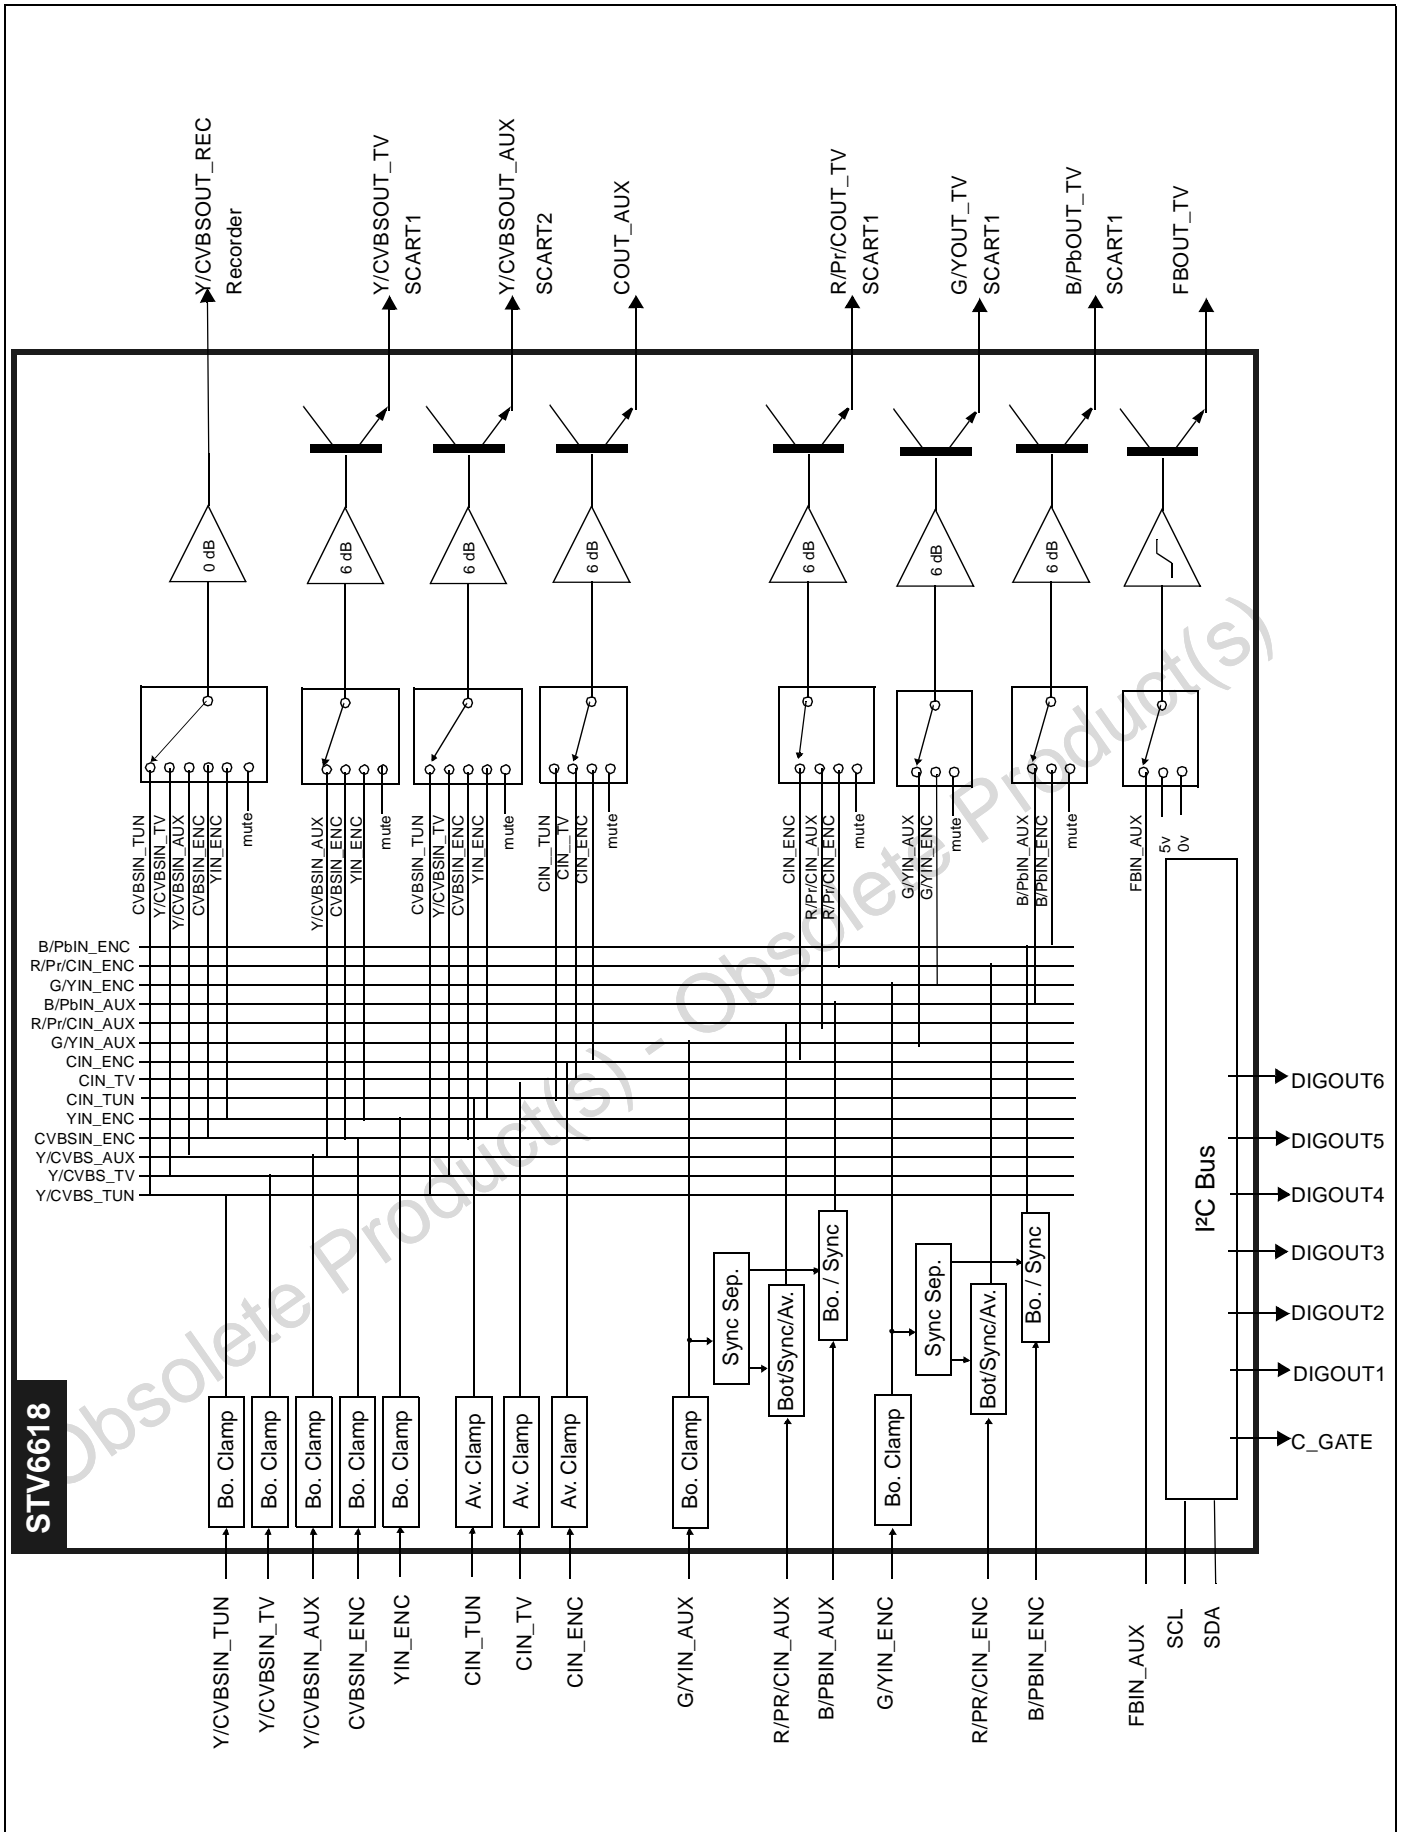 Y/CVBSOUT_REC
Recorder
Y/CVBSOUT_TV
SCART1
Y/CVBSOUT_AUX
SCART2
COUT_AUX
R/Pr/COUT_TV
SCART1
G/YOUT_TV
SCART1
B/PbOUT_TV
SCART1
FBOUT_TV
0 dB
6 dB
6 dB
6 dB
6 dB
6 dB
6 dB
CVBSIN_TUN
Y/CVBSIN_TV
Y/CVBSIN_AUX
CVBSIN_ENC
YIN_ENC
mute
Y/CVBSIN_AUX
CVBSIN_ENC
YIN_ENC
mute
CVBSIN_TUN
Y/CVBSIN_TV
CVBSIN_ENC
YIN_ENC
mute
CIN__TUN
CIN__TV
CIN_ENC
mute
CIN_ENC
R/Pr/CIN_AUX
R/Pr/CIN_ENC
mute
G/YIN_AUX
G/YIN_ENC
mute
B/PbIN_AUX
B/PbIN_ENC
mute
FBIN_AUX
5v
0v
B/PbIN_ENC
R/Pr/CIN_ENC
G/YIN_ENC
B/PbIN_AUX
R/Pr/CIN_AUX
G/YIN_AUX
CIN_ENC
CIN_TV
CIN_TUN
YIN_ENC
CVBSIN_ENC
Y/CVBS_AUX
Y/CVBS_TV
Y/CVBS_TUN
I²C Bus
DIGOUT6
DIGOUT5
DIGOUT4
DIGOUT3
DIGOUT2
DIGOUT1
C_GATE
Sync Sep.
Bot/Sync/Av.
Bo. / Sync
Sync Sep.
Bot/Sync/Av.
Bo. / Sync
STV6618
Bo. Clamp
Bo. Clamp
Bo. Clamp
Bo. Clamp
Bo. Clamp
Av. Clamp
Av. Clamp
Av. Clamp
Bo. Clamp
Bo. Clamp
Y/CVBSIN_TUN
Y/CVBSIN_TV
Y/CVBSIN_AUX
CVBSIN_ENC
YIN_ENC
CIN_TUN
CIN_TV
CIN_ENC
G/YIN_AUX
R/PR/CIN_AUX
B/PBIN_AUX
G/YIN_ENC
R/PR/CIN_ENC
B/PBIN_ENC
FBIN_AUX
SCL
SDA
Obsolete Product(s) - Obsolete Product(s)